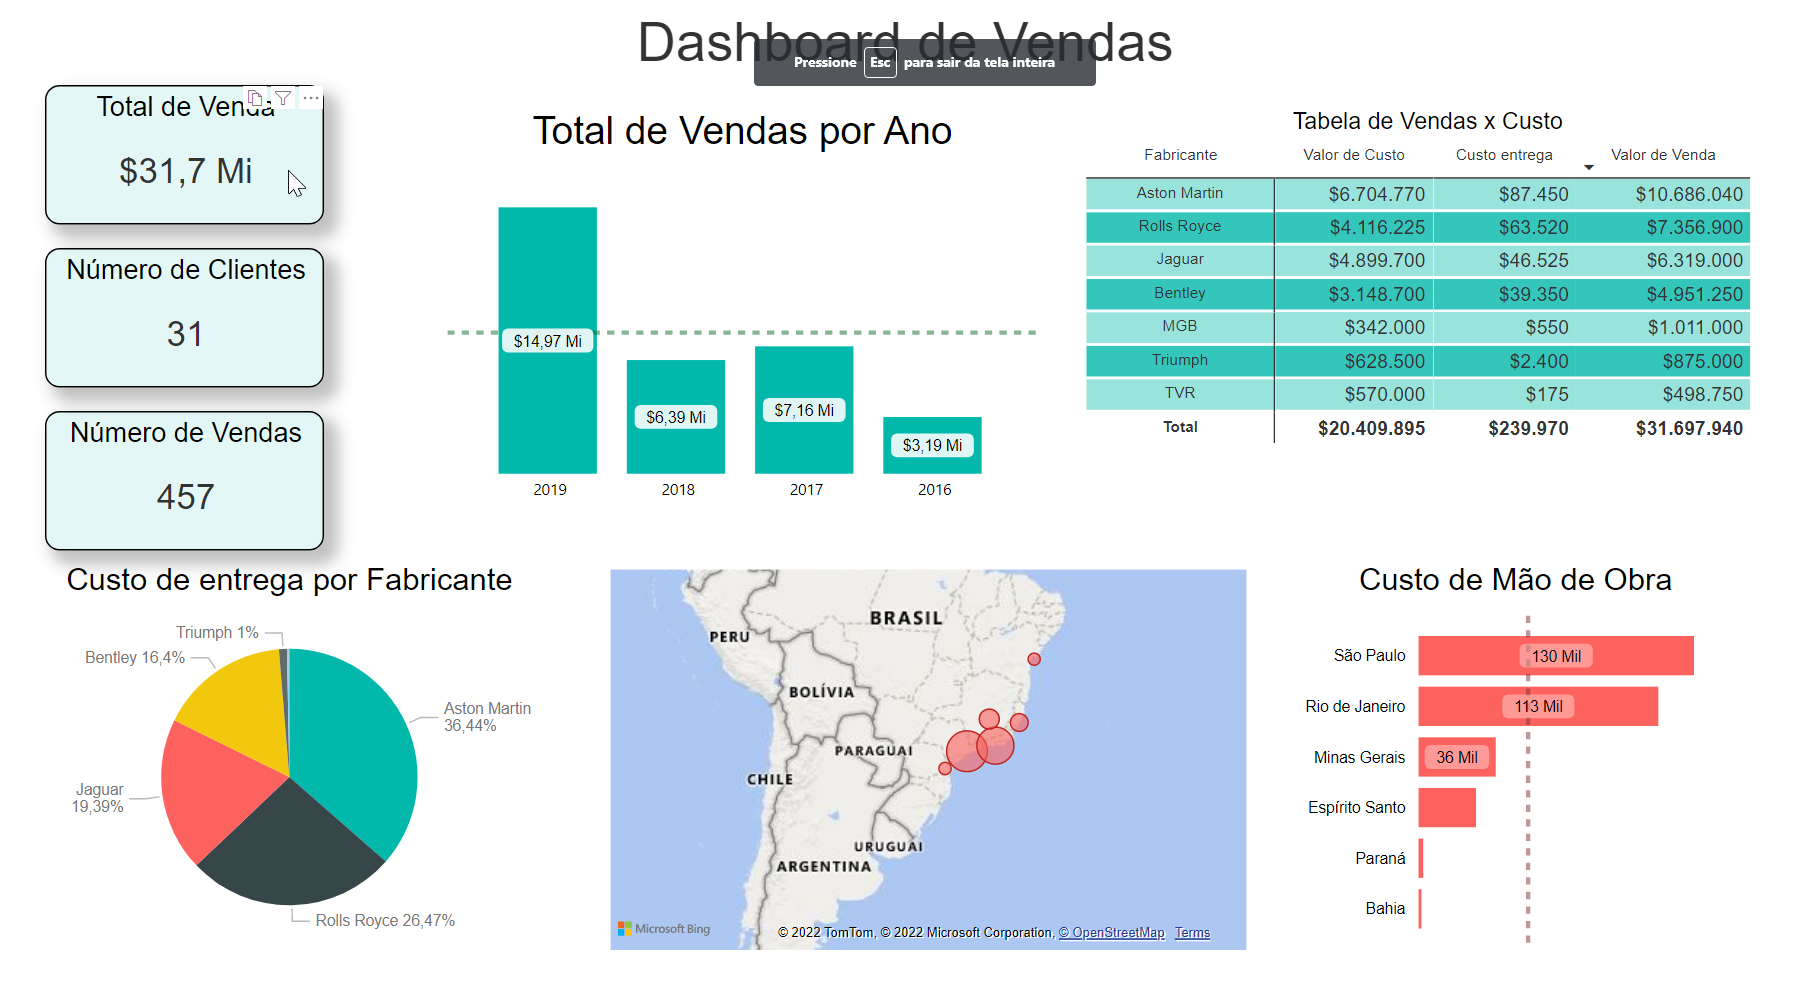 Dashboard de Vendas
Pressione Esc para sair da tela inteira
Total de Venda
$31,7 Mi
Número de Clientes
31
Número de Vendas
457
Total de Vendas por Ano
$14,97 Mi
$6,39 Mi
$7,16 Mi
$3,19 Mi
2019 2018 2017 2016
Tabela de Vendas x Custo
Fabricante Valor de Custo Custo entrega Valor de Venda
Aston Martin $6.704.770 $87.450 $10.686.040
Rolls Royce $4.116.225 $63.520 $7.356.900
Jaguar $4.899.700 $46.525 $6.319.000
Bentley $3.148.700 $39.350 $4.951.250
MGB $342.000 $550 $1.011.000
Triumph $628.500 $2.400 $875.000
TVR $570.000 $175 $498.750
Total $20.409.895 $239.970 $31.697.940
Custo de entrega por Fabricante
Triumph 1%
Bentley 16,4%
Aston Martin
36,44%
Jaguar
19,39%
Rolls Royce 26,47%
BRASIL
PERU
BOLÍVIA
PARAGUAI
CHILE
URUGUAI
ARGENTINA
Microsoft Bing
© 2022 TomTom, © 2022 Microsoft Corporation, © OpenStreetMap Terms
Custo de Mão de Obra
São Paulo 130 Mil
Rio de Janeiro 113 Mil
Minas Gerais 36 Mil
Espírito Santo
Paraná
Bahia